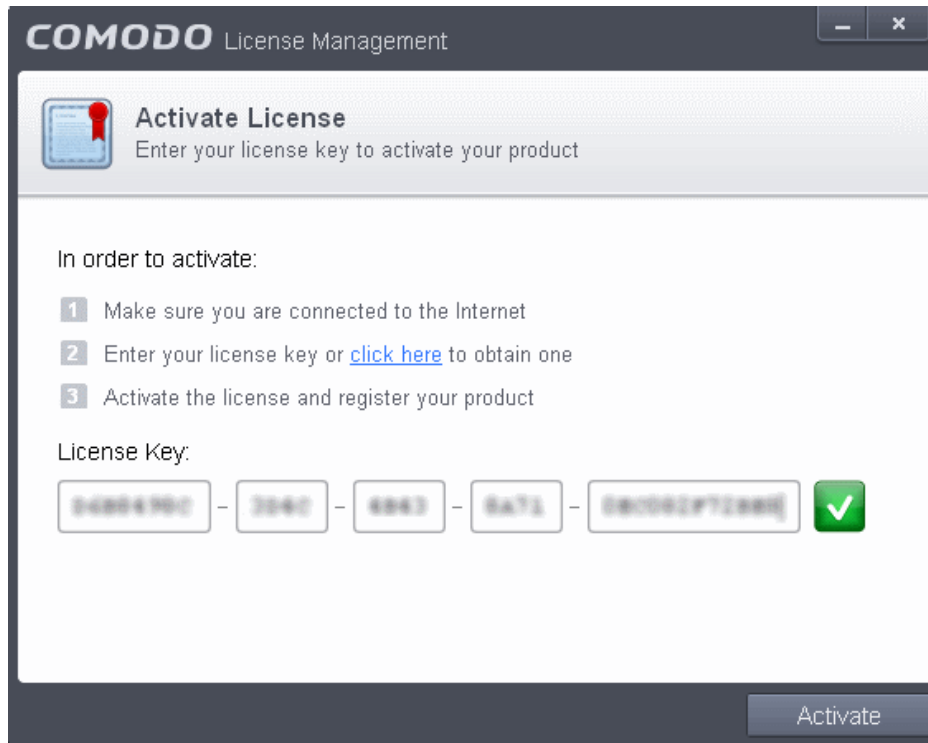 COMODO License Management
Activate License
Enter your license key to activate your product
In order to activate:
1 Make sure you are connected to the Internet
2 Enter your license key or click here to obtain one
3 Activate the license and register your product
License Key:
Activate